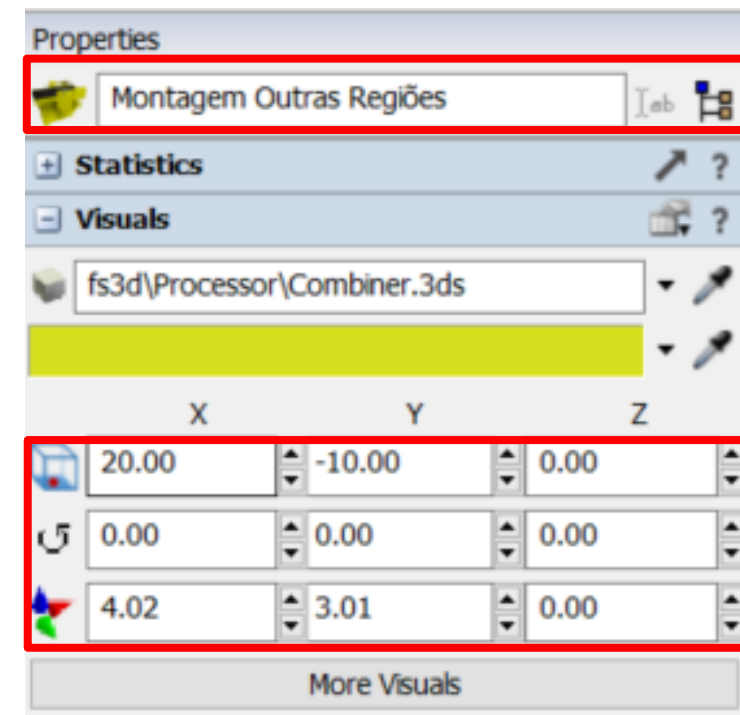 Properties
Montagem Outras Regiões
Statistics ?
Visuals ?
fs3d\Processor\Combiner.3ds
X Y Z
20.00 -10.00 0.00
0.00 0.00 0.00
4.02 3.01 0.00
More Visuals